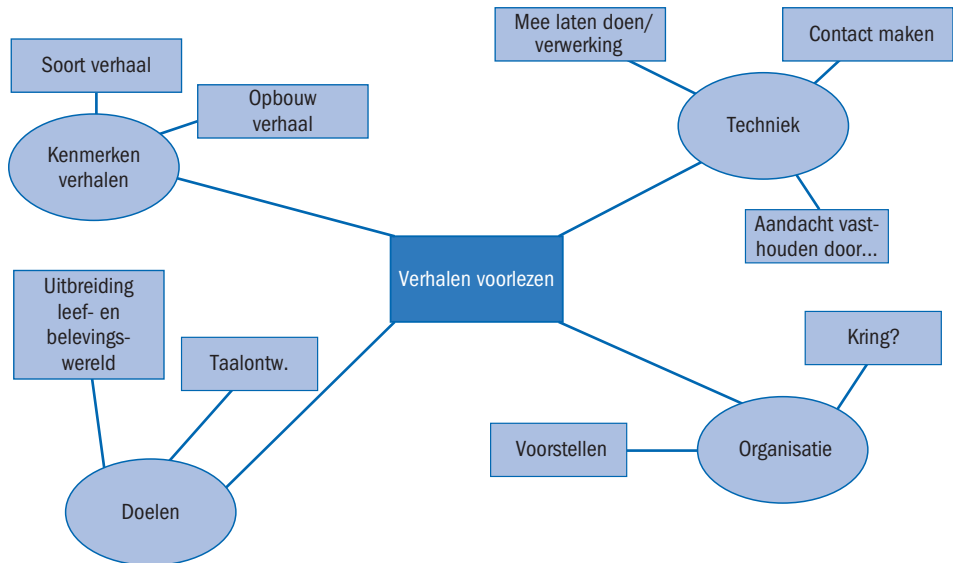 Soort verhaal
Opbouw
verhaal
Kenmerken
verhalen
Mee laten doen/
verwerking
Contact maken
Techniek
Aandacht vast-
houden door...
Verhalen voorlezen
Uitbreiding
leef- en
belevings-
wereld
Taalontw.
Doelen
Kring?
Voorstellen
Organisatie